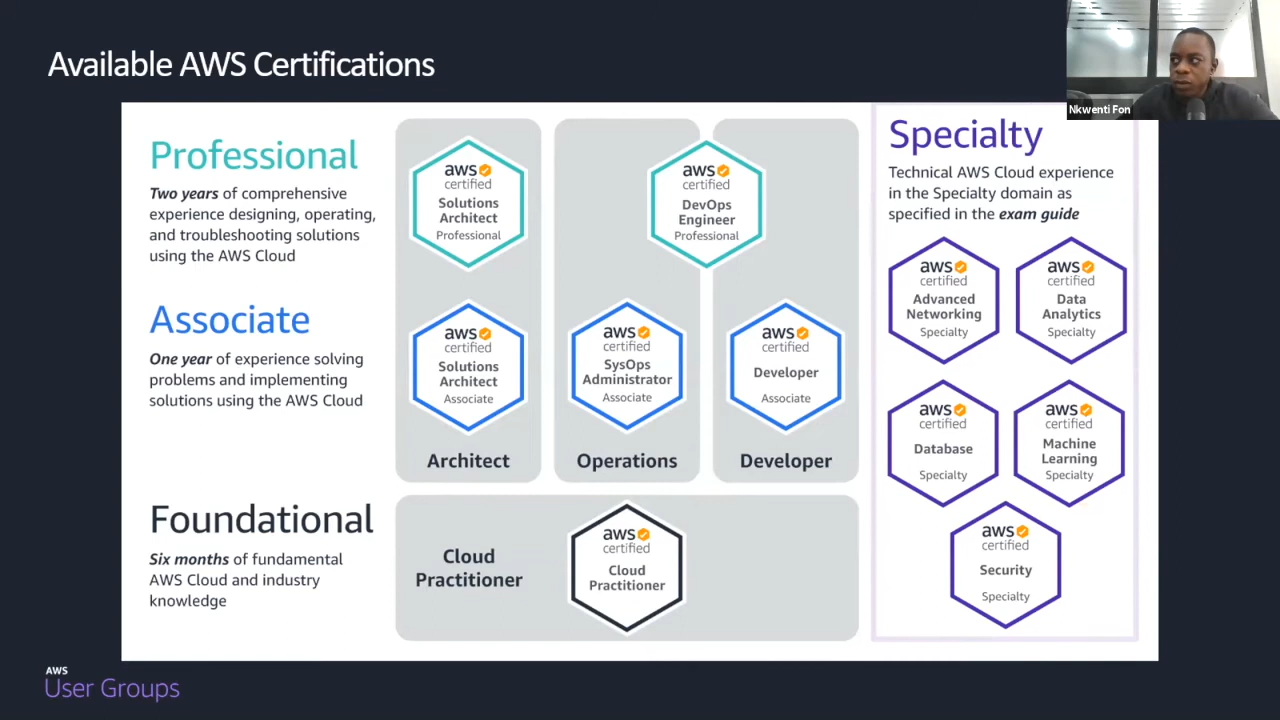 Available AWS Certifications
Nkwenti Fon
Professional
Two years of comprehensive
experience designing, operating,
and troubleshooting solutions
using the AWS Cloud
aws
certified
Solutions
Architect
Professional
aws
certified
DevOps
Engineer
Professional
Associate
One year of experience solving
problems and implementing
solutions using the AWS Cloud
aws
certified
Solutions
Architect
Associate
aws
certified
SysOps
Administrator
Associate
aws
certified
Developer
Associate
Architect
Operations
Developer
Foundational
Six months of fundamental
AWS Cloud and industry
knowledge
Cloud
Practitioner
aws
certified
Cloud
Practitioner
Specialty
Technical AWS Cloud experience
in the Specialty domain as
specified in the exam guide
aws
certified
Advanced
Networking
Specialty
aws
certified
Data
Analytics
Specialty
aws
certified
Database
Specialty
aws
certified
Machine
Learning
Specialty
aws
certified
Security
Specialty
AWS
User Groups